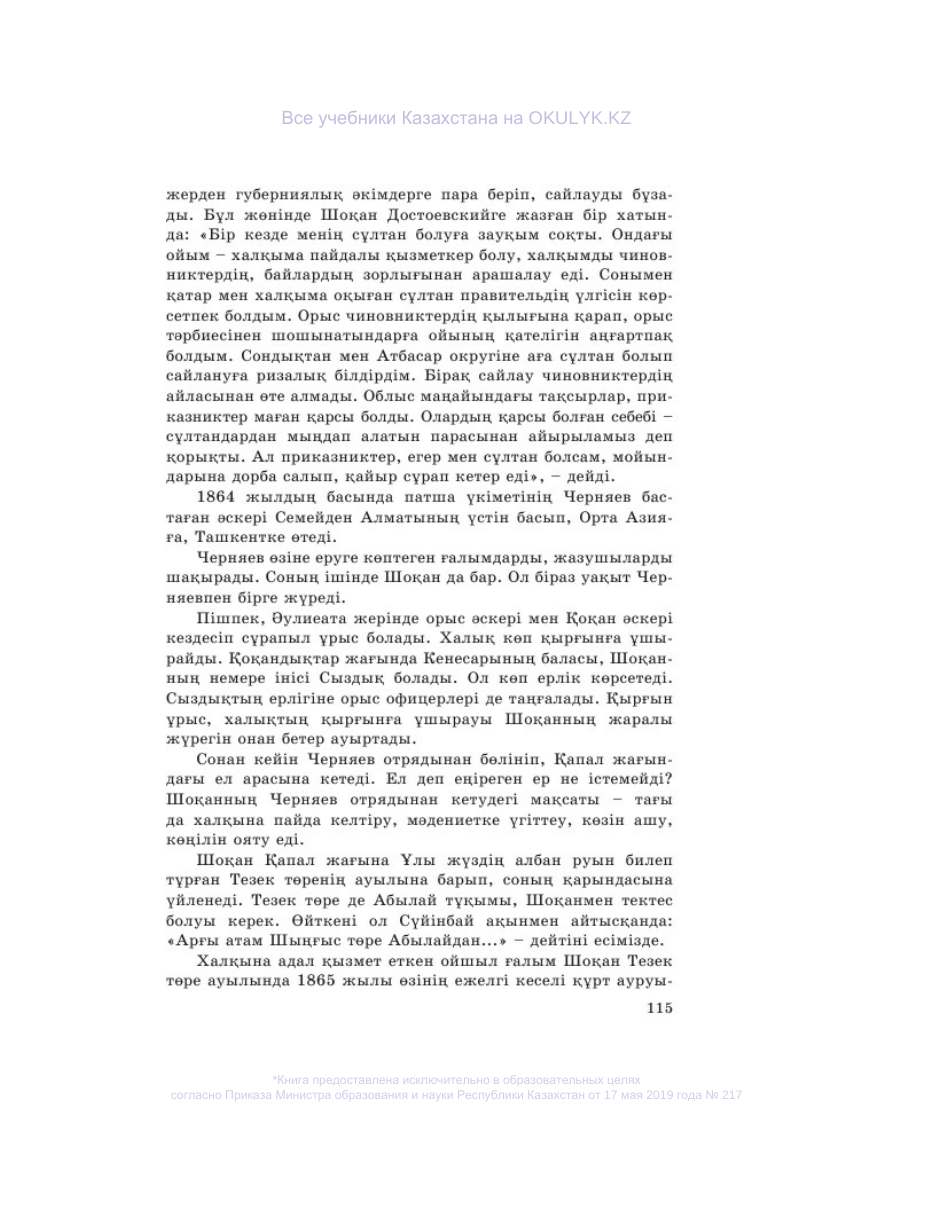 Все учебники Казахстана на OKULYK.KZ
жерден губерниялық әкімдерге пара беріп, сайлауды бұза-
ды. Бұл жөнінде Шоқан Достоевскийге жазған бір хатын-
да: «Бір кезде менің сұлтан болуға зауқым соқты. Ондағы
ойым – халқыма пайдалы қызметкер болу, халқымды чинов-
никтердің, байлардың зорлығынан арашалау еді. Сонымен
қатар мен халқыма оқыған сұлтан правительдің үлгісін көр-
сетпек болдым. Орыс чиновниктердің қылығына қарап, орыс
тәрбиесінен шошынатындарға ойының қателігін аңғартпақ
болдым. Сондықтан мен Атбасар округіне аға сұлтан болып
сайлануға ризалық білдірдім. Бірақ сайлау чиновниктердің
айласынан өте алмады. Облыс маңайындағы тақсырлар, при-
казниктер маған қарсы болды. Олардың қарсы болған себебі –
сұлтандардан мыңдап алатын парасынан айырыламыз деп
қорықты. Ал приказниктер, егер мен сұлтан болсам, мойын-
дарына дорба салып, қайыр сұрап кетер еді», – дейді.
1864 жылдың басында патша үкіметінің Черняев бас-
таған әскері Семейден Алматының үстін басып, Орта Азия-
ға, Ташкентке өтеді.
Черняев өзіне еруге көптеген ғалымдарды, жазушыларды
шақырады. Соның ішінде Шоқан да бар. Ол біраз уақыт Чер-
няевпен бірге жүреді.
Пішпек, Әулиеата жерінде орыс әскері мен Қоқан әскері
кездесіп сұрапыл ұрыс болады. Халық көп қырғынға ұшы-
райды. Қоқандықтар жағында Кенесарының баласы, Шоқан-
ның немере інісі Сыздық болады. Ол көп ерлік көрсетеді.
Сыздықтың ерлігіне орыс офицерлері де таңғалады. Қырғын
ұрыс, халықтың қырғынға ұшырауы Шоқанның жаралы
жүрегін онан бетер ауыртады.
Сонан кейін Черняев отрядынан бөлініп, Қапал жағын-
дағы ел арасына кетеді. Ел деп еңіреген ер не істемейді?
Шоқанның Черняев отрядынан кетудегі мақсаты – тағы
да халқына пайда келтіру, мәдениетке үгіттеу, көзін ашу,
көңілін ояту еді.
Шоқан Қапал жағына Ұлы жүздің албан руын билеп
тұрған Тезек төренің ауылына барып, соның қарындасына
үйленеді. Тезек төре де Абылай тұқымы, Шоқанмен тектес
болуы керек. Өйткені ол Сүйінбай ақынмен айтысқанда:
«Арғы атам Шыңғыс төре Абылайдан...» – дейтіні есімізде.
Халқына адал қызмет еткен ойшыл ғалым Шоқан Тезек
төре ауылында 1865 жылы өзінің ежелгі кеселі құрт ауруы-
115
*Книга предоставлена исключительно в образовательных целях
согласно Приказа Министра образования и науки Республики Казахстан от 17 мая 2019 года № 217